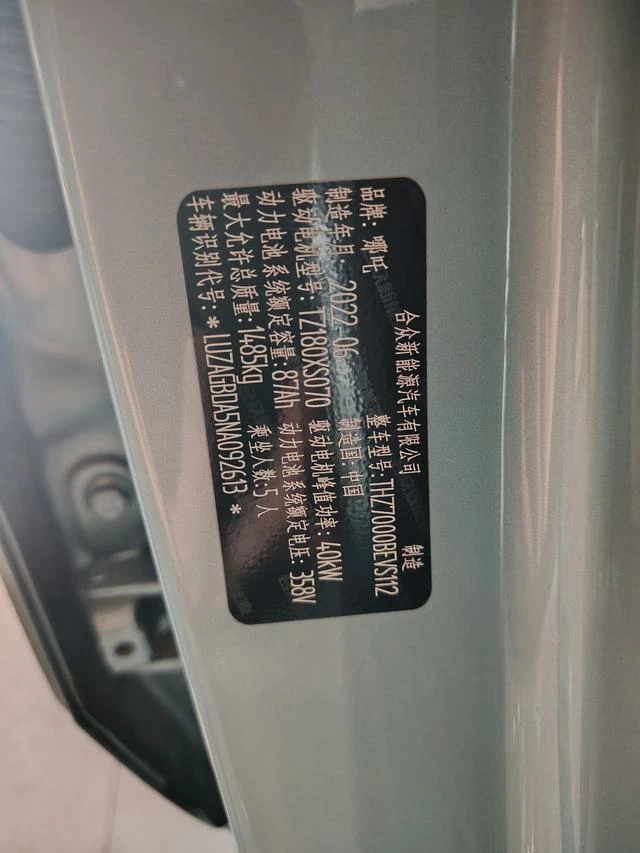 合众新能源汽车有限公司 制造
品牌: 哪吒 整车型号: THZ7000BEVS112
制造年月 2022-06 制造国: 中国
驱动电机型号: TZ180XS070 驱动电机峰值功率: 40kW
动力电池系统额定容量: 87Ah 动力电池系统额定电压: 358V
最大允许总质量: 1485kg 乘坐人数: 5人
车辆识别代号: *LUZAGBDA5NA092613*